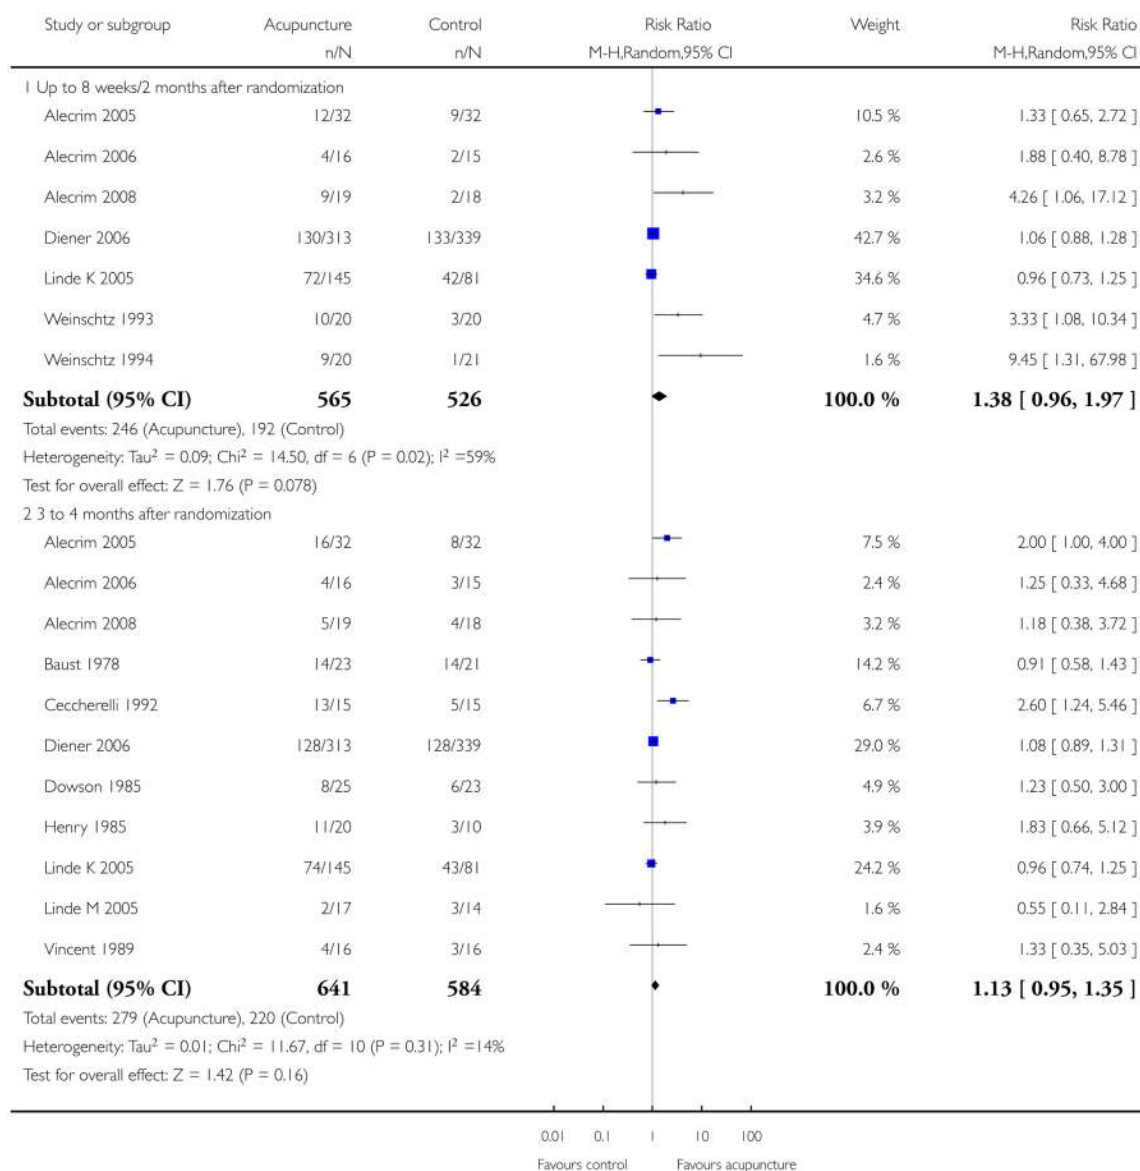 Study or subgroup Acupuncture Control Risk Ratio Weight Risk Ratio
n/N n/N M-H,Random,95% CI M-H,Random,95% CI
1 Up to 8 weeks/2 months after randomization
Alecrim 2005 12/32 9/32 10.5 % 1.33 [ 0.65, 2.72 ]
Alecrim 2006 4/16 2/15 2.6 % 1.88 [ 0.40, 8.78 ]
Alecrim 2008 9/19 2/18 3.2 % 4.26 [ 1.06, 17.12 ]
Diener 2006 130/313 133/339 42.7 % 1.06 [ 0.88, 1.28 ]
Linde K 2005 72/145 42/81 34.6 % 0.96 [ 0.73, 1.25 ]
Weinschtz 1993 10/20 3/20 4.7 % 3.33 [ 1.08, 10.34 ]
Weinschtz 1994 9/20 1/21 1.6 % 9.45 [ 1.31, 67.98 ]
Subtotal (95% CI) 565 526 100.0 % 1.38 [ 0.96, 1.97 ]
Total events: 246 (Acupuncture), 192 (Control)
Heterogeneity: Tau² = 0.09; Chi² = 14.50, df = 6 (P = 0.02); I² =59%
Test for overall effect: Z = 1.76 (P = 0.078)
2 3 to 4 months after randomization
Alecrim 2005 16/32 8/32 7.5 % 2.00 [ 1.00, 4.00 ]
Alecrim 2006 4/16 3/15 2.4 % 1.25 [ 0.33, 4.68 ]
Alecrim 2008 5/19 4/18 3.2 % 1.18 [ 0.38, 3.72 ]
Baust 1978 14/23 14/21 14.2 % 0.91 [ 0.58, 1.43 ]
Ceccherelli 1992 13/15 5/15 6.7 % 2.60 [ 1.24, 5.46 ]
Diener 2006 128/313 128/339 29.0 % 1.08 [ 0.89, 1.31 ]
Dowson 1985 8/25 6/23 4.9 % 1.23 [ 0.50, 3.00 ]
Henry 1985 11/20 3/10 3.9 % 1.83 [ 0.66, 5.12 ]
Linde K 2005 74/145 43/81 24.2 % 0.96 [ 0.74, 1.25 ]
Linde M 2005 2/17 3/14 1.6 % 0.55 [ 0.11, 2.84 ]
Vincent 1989 4/16 3/16 2.4 % 1.33 [ 0.35, 5.03 ]
Subtotal (95% CI) 641 584 100.0 % 1.13 [ 0.95, 1.35 ]
Total events: 279 (Acupuncture), 220 (Control)
Heterogeneity: Tau² = 0.01; Chi² = 11.67, df = 10 (P = 0.31); I² =14%
Test for overall effect: Z = 1.42 (P = 0.16)
0.01 0.1 1 10 100
Favours control Favours acupuncture